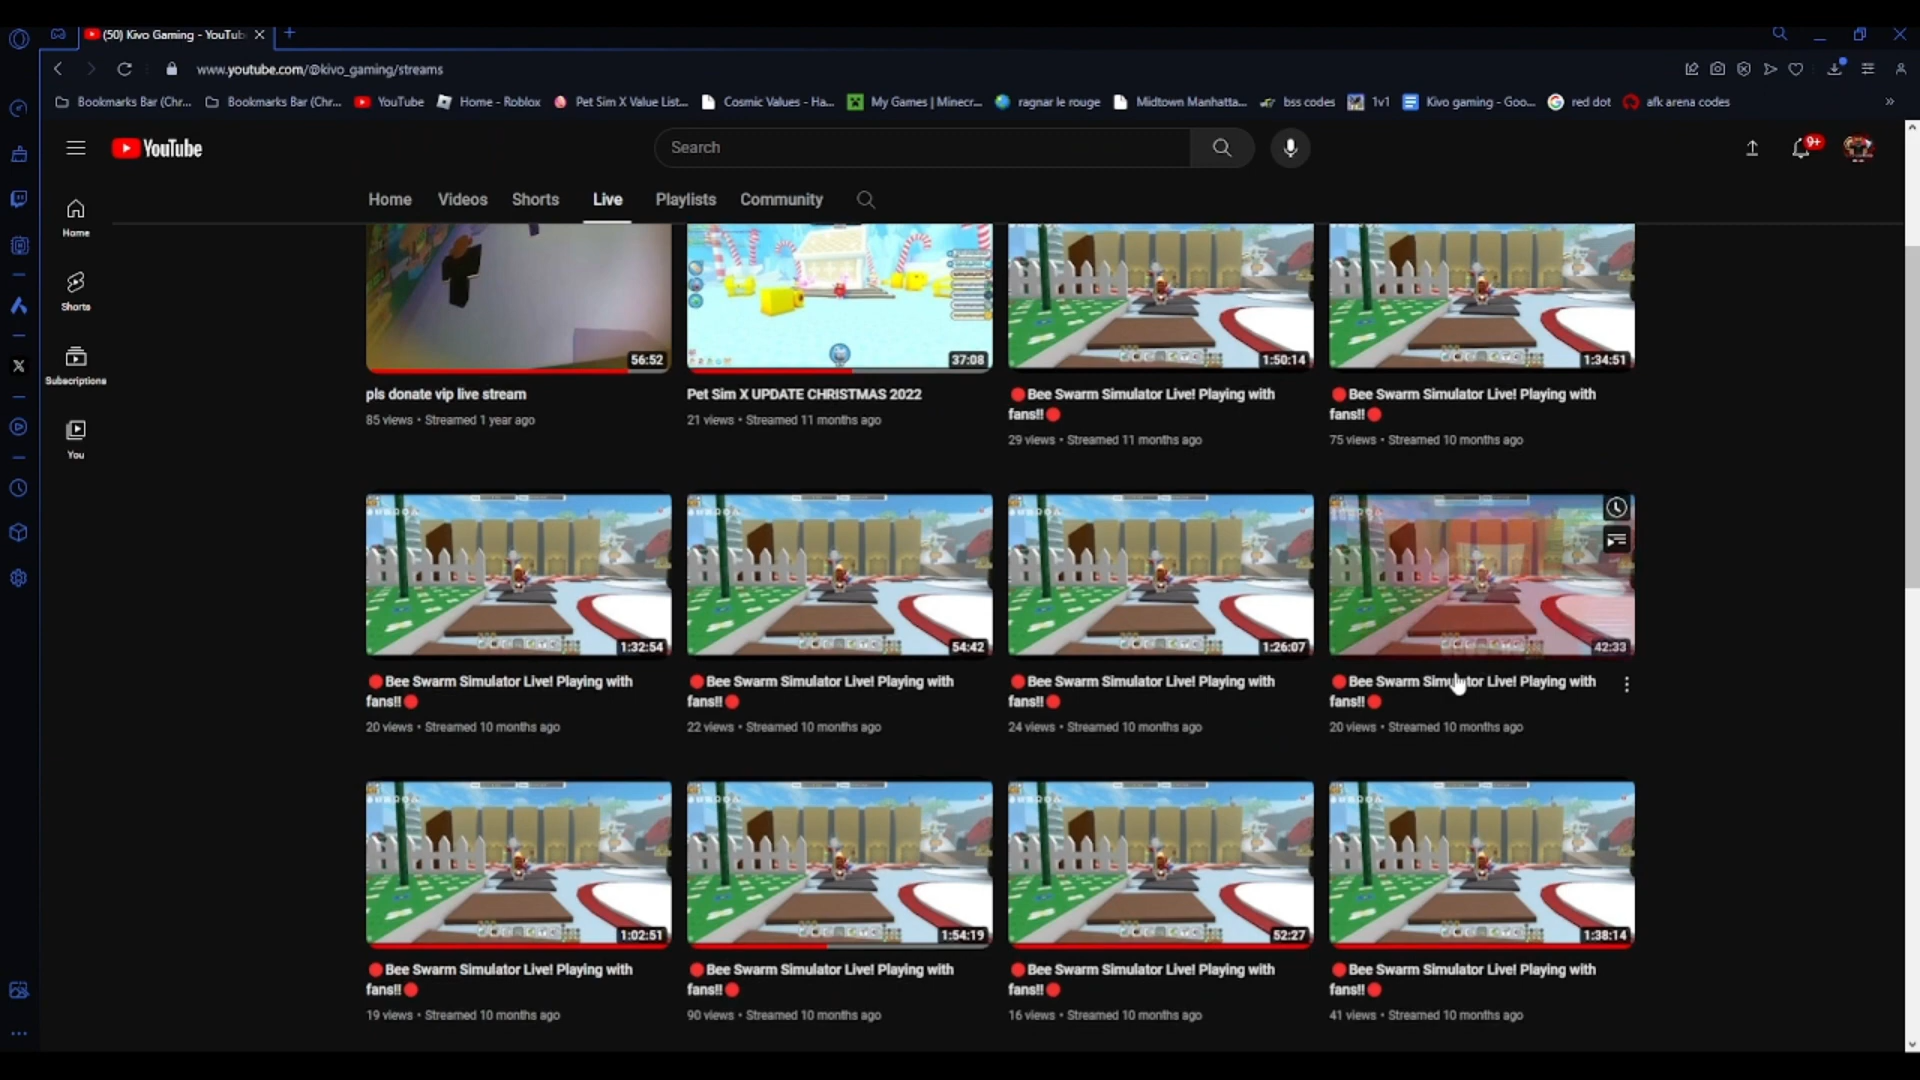 (50) Kivo Gaming - YouTub
www.youtube.com/@kivo_gaming/streams
Bookmarks Bar (Chr... Bookmarks Bar (Chr... YouTube Home - Roblox Pet Sim X Value List... Cosmic Values - Ha... My Games | Minecr... ragnar le rouge Midtown Manhatta... bss codes 1v1 Kivo gaming - Goo... red dot afk arena codes
YouTube
Search
9+
Home Videos Shorts Live Playlists Community
Home
Shorts
Subscriptions
You
56:52
37:08
1:50:14
1:34:51
pls donate vip live stream
85 views • Streamed 1 year ago
Pet Sim X UPDATE CHRISTMAS 2022
21 views • Streamed 11 months ago
🔴Bee Swarm Simulator Live! Playing with
fans!!🔴
29 views • Streamed 11 months ago
🔴Bee Swarm Simulator Live! Playing with
fans!!🔴
75 views • Streamed 10 months ago
1:32:54
54:42
1:26:07
42:33
🔴Bee Swarm Simulator Live! Playing with
fans!!🔴
20 views • Streamed 10 months ago
🔴Bee Swarm Simulator Live! Playing with
fans!!🔴
22 views • Streamed 10 months ago
🔴Bee Swarm Simulator Live! Playing with
fans!!🔴
24 views • Streamed 10 months ago
🔴Bee Swarm Simulator Live! Playing with
fans!!🔴
20 views • Streamed 10 months ago
1:02:51
1:54:19
52:27
1:38:14
🔴Bee Swarm Simulator Live! Playing with
fans!!🔴
19 views • Streamed 10 months ago
🔴Bee Swarm Simulator Live! Playing with
fans!!🔴
90 views • Streamed 10 months ago
🔴Bee Swarm Simulator Live! Playing with
fans!!🔴
16 views • Streamed 10 months ago
🔴Bee Swarm Simulator Live! Playing with
fans!!🔴
41 views • Streamed 10 months ago